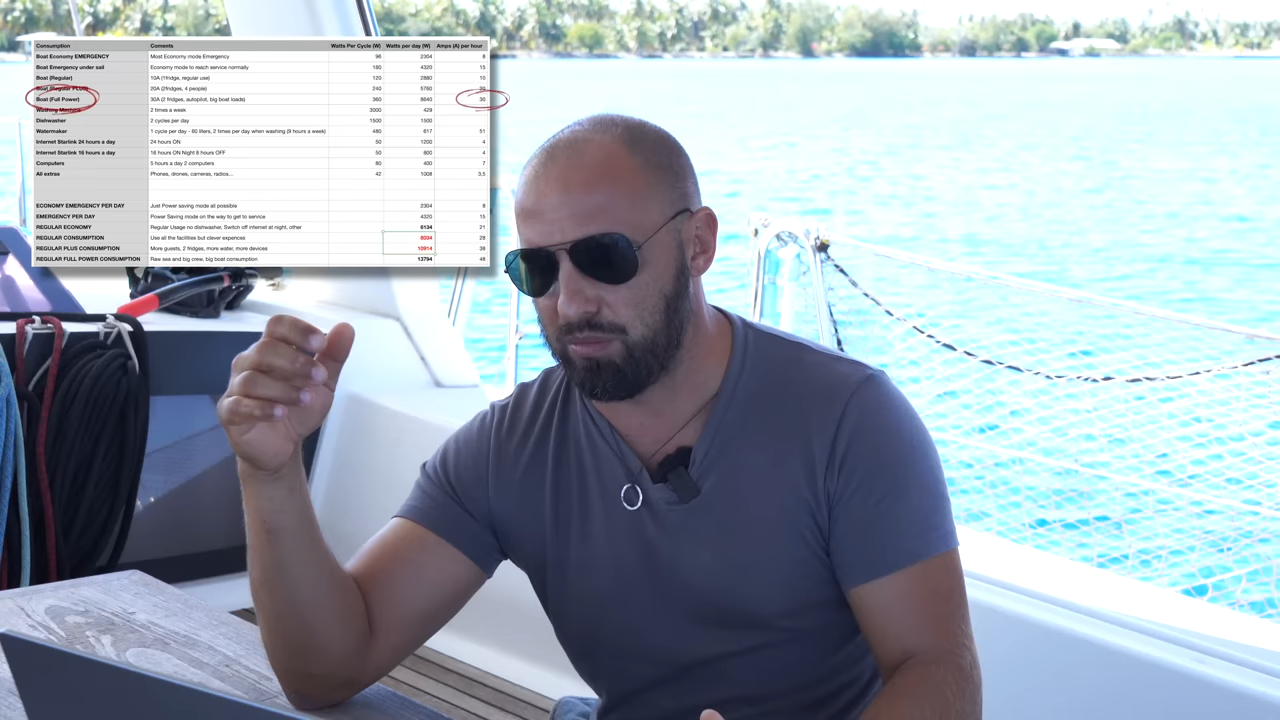 Consumption Coments Watts Per Cycle (W) Watts per day (W) Amps (A) per hour
Boat Economy EMERGENCY Most Economy mode Emergency 96 2304 8
Boat Emergency under sail Economy mode to reach service normally 180 4320 15
Boat (Regular) 10A (1fridge, regular use) 120 2880 10
Boat (Regular PLUS) 20A (2fridges, 4 people) 240 5760 20
Boat (Full Power) 30A (2 fridges, autopilot, big boat loads) 360 8640 30
Washing Machine 2 times a week 3000 429
Dishwasher 2 cycles per day 1500 1500
Watermaker 1 cycle per day - 60 liters, 2 times per day when washing (9 hours a week) 480 617 51
Internet Starlink 24 hours a day 24 hours ON 50 1200 4
Internet Starlink 16 hours a day 16 hours ON Night 8 hours OFF 50 800 4
Computers 5 hours a day 2 computers 80 400 7
All extras Phones, drones, cameras, radios... 42 1008 3,5
ECONOMY EMERGENCY PER DAY Just Power saving mode all possible 2304 8
EMERGENCY PER DAY Power Saving mode on the way to get to service 4320 15
REGULAR ECONOMY Regular Usage no dishwasher, Switch off internet at night, other 6134 21
REGULAR CONSUMPTION Use all the facilities but clever expences 8034 28
REGULAR PLUS CONSUMPTION More guests, 2 fridges, more water, more devices 10914 38
REGULAR FULL POWER CONSUMPTION Raw sea and big crew, big boat consumption 13794 48